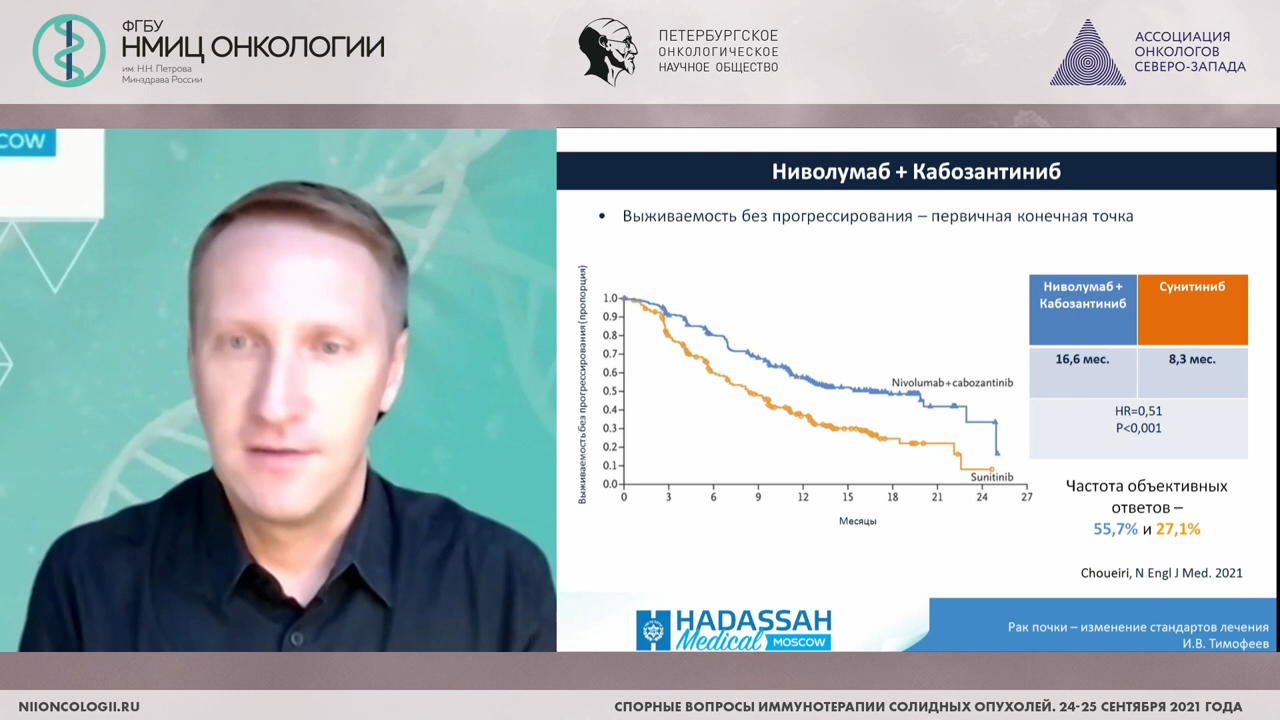 ФГБУ
НМИЦ ОНКОЛОГИИ
им. Н.Н. Петрова
Минздрава России
ПЕТЕРБУРГСКОЕ
ОНКОЛОГИЧЕСКОЕ
НАУЧНОЕ ОБЩЕСТВО
АССОЦИАЦИЯ
ОНКОЛОГОВ
СЕВЕРО-ЗАПАДА
COW
Ниволумаб + Кабозантиниб
• Выживаемость без прогрессирования – первичная конечная точка
Выживаемость без прогрессирования (пропорция)
1.0
0.9
0.8
0.7
0.6
0.5
0.4
0.3
0.2
0.1
0.0
0 3 6 9 12 15 18 21 24 27
Месяцы
Nivolumab+cabozantinib
Sunitinib
Ниволумаб + Сунитиниб
Кабозантиниб
16,6 мес. 8,3 мес.
HR=0,51
P<0,001
Частота объективных
ответов –
55,7% и 27,1%
Choueiri, N Engl J Med. 2021
HADASSAH
Medical MOSCOW
Рак почки – изменение стандартов лечения
И.В. Тимофеев
NIIONCOLOGII.RU
СПОРНЫЕ ВОПРОСЫ ИММУНОТЕРАПИИ СОЛИДНЫХ ОПУХОЛЕЙ. 24-25 СЕНТЯБРЯ 2021 ГОДА